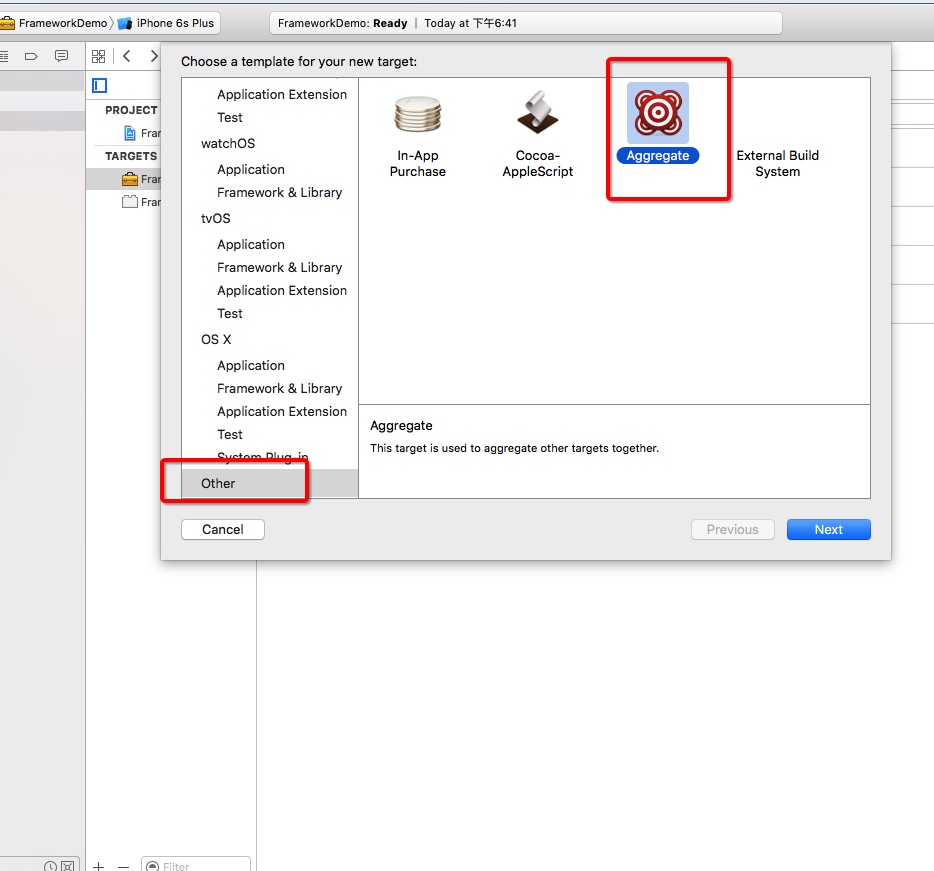 FrameworkDemo
iPhone 6s Plus
FrameworkDemo: Ready | Today at 下午6:41
Choose a template for your new target:
PROJECT
Fran
TARGETS
Fran
Fran
Application Extension
Test
watchOS
Application
Framework & Library
tvOS
Application
Framework & Library
Application Extension
Test
OS X
Application
Framework & Library
Application Extension
Test
System Plug-in
Other
In-App
Purchase
Cocoa-
AppleScript
Aggregate
External Build
System
Aggregate
This target is used to aggregate other targets together.
Cancel
Previous
Next
Filter